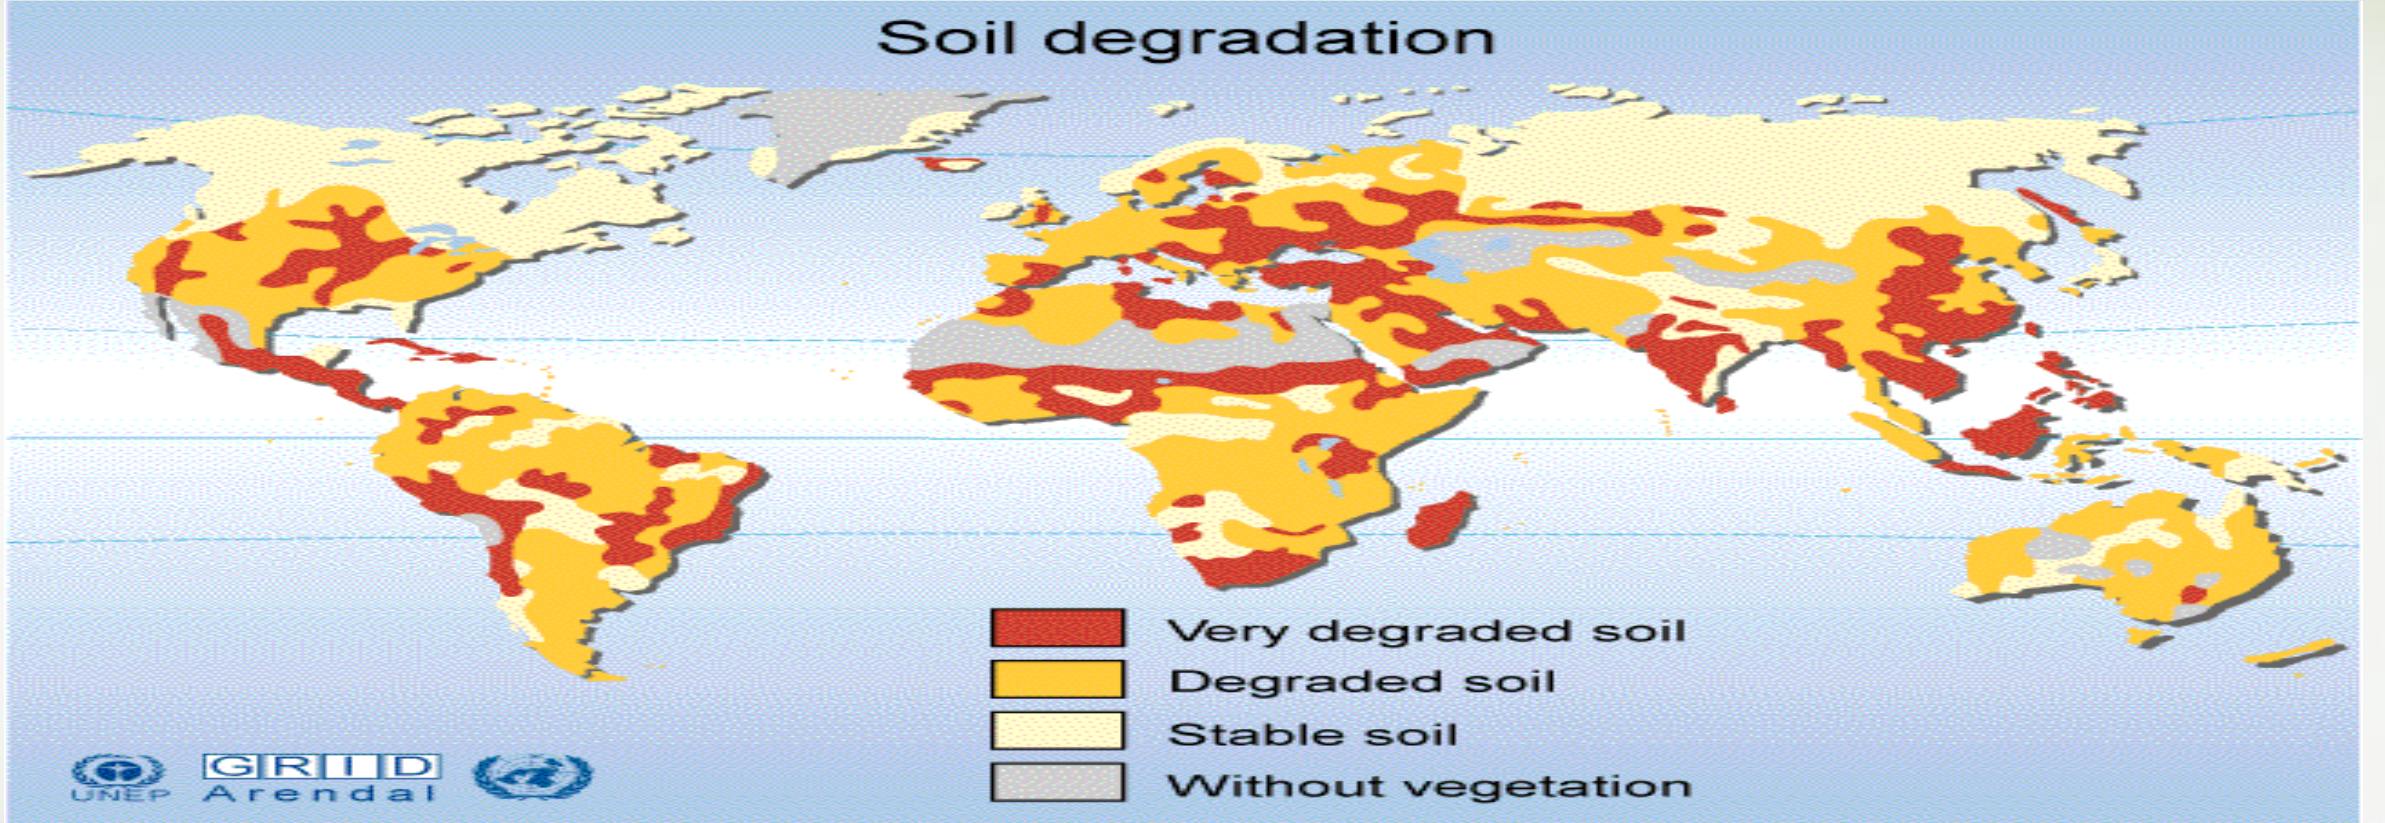 Soil degradation
Very degraded soil
Degraded soil
Stable soil
Without vegetation
UNEP
GRID
Arendal